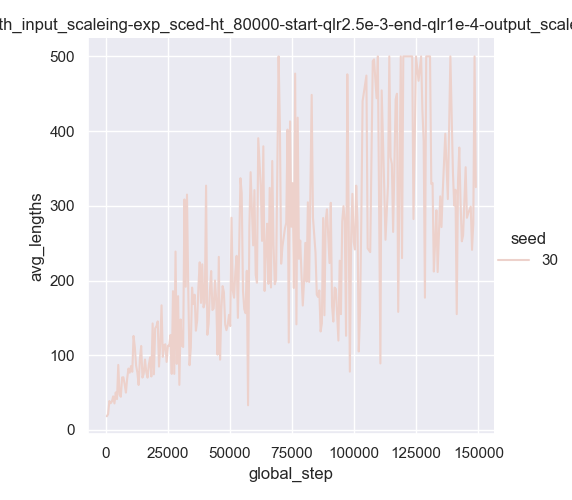 th_input_scaleing-exp_sced-ht_80000-start-qlr2.5e-3-end-qlr1e-4-output_scale
500
400
300
200
100
0
avg_lengths
0 25000 50000 75000 100000 125000 150000
global_step
seed
30